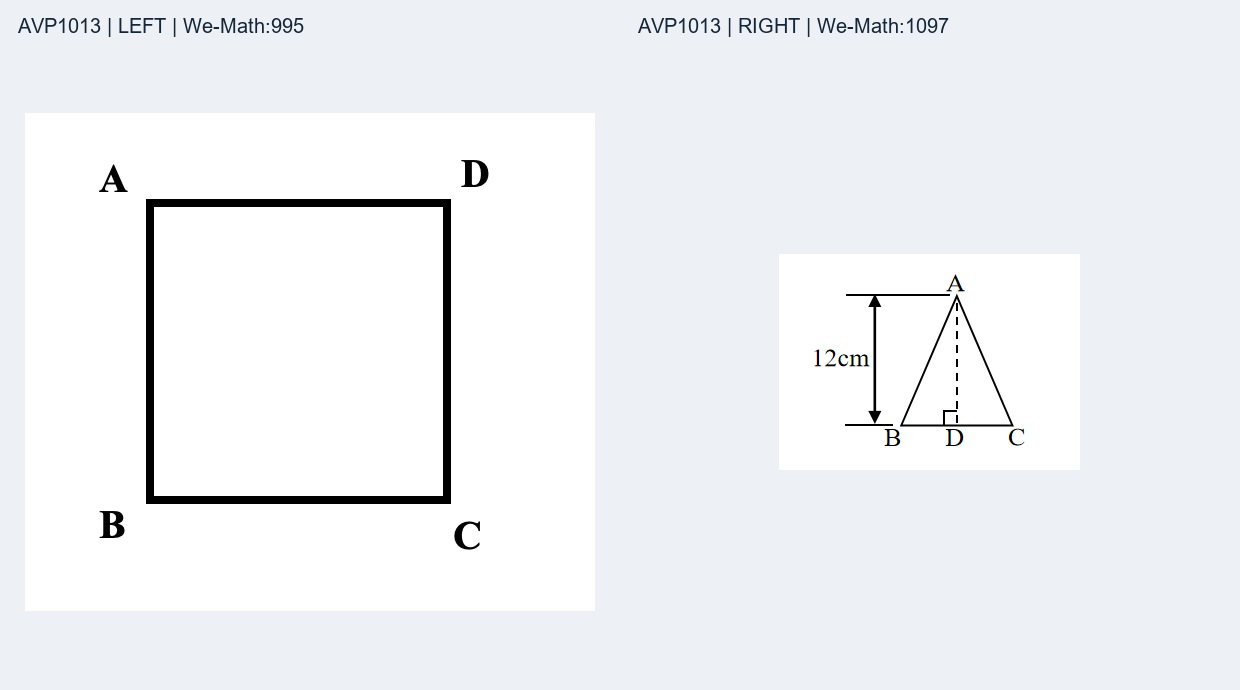 AVP1013 | LEFT | We-Math:995
AVP1013 | RIGHT | We-Math:1097
A
D
B
C
A
12cm
B D C